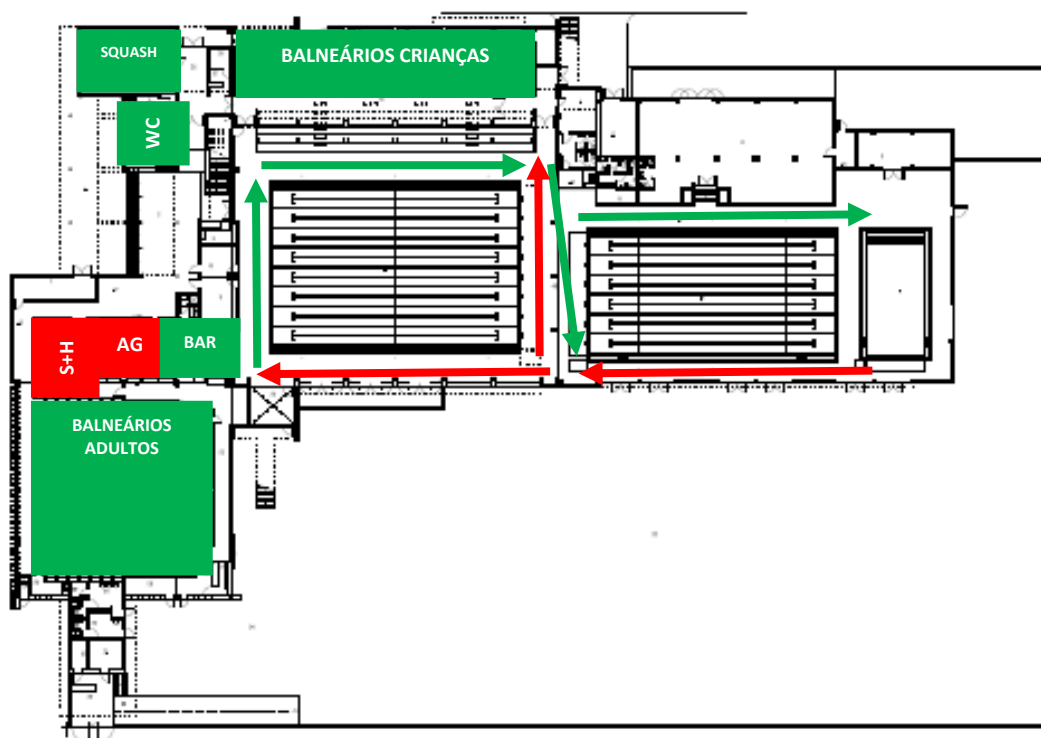 SQUASH
BALNEÁRIOS CRIANÇAS
WC
S+H
AG
BAR
BALNEÁRIOS
ADULTOS